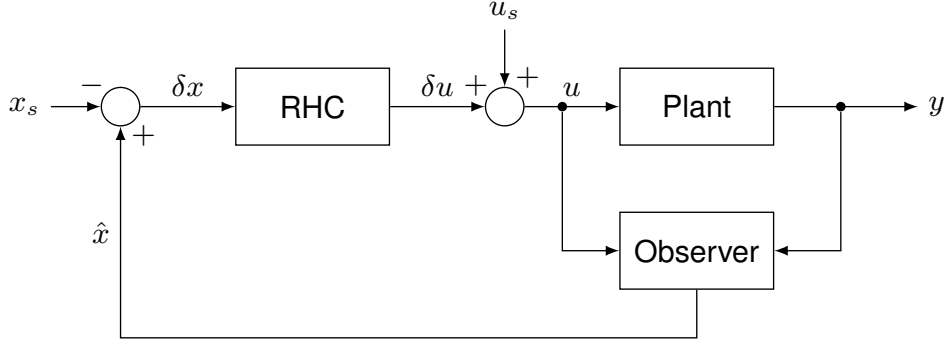 u_s
x_s
−
+
δx
RHC
δu
+
+
u
Plant
y
x̂
Observer